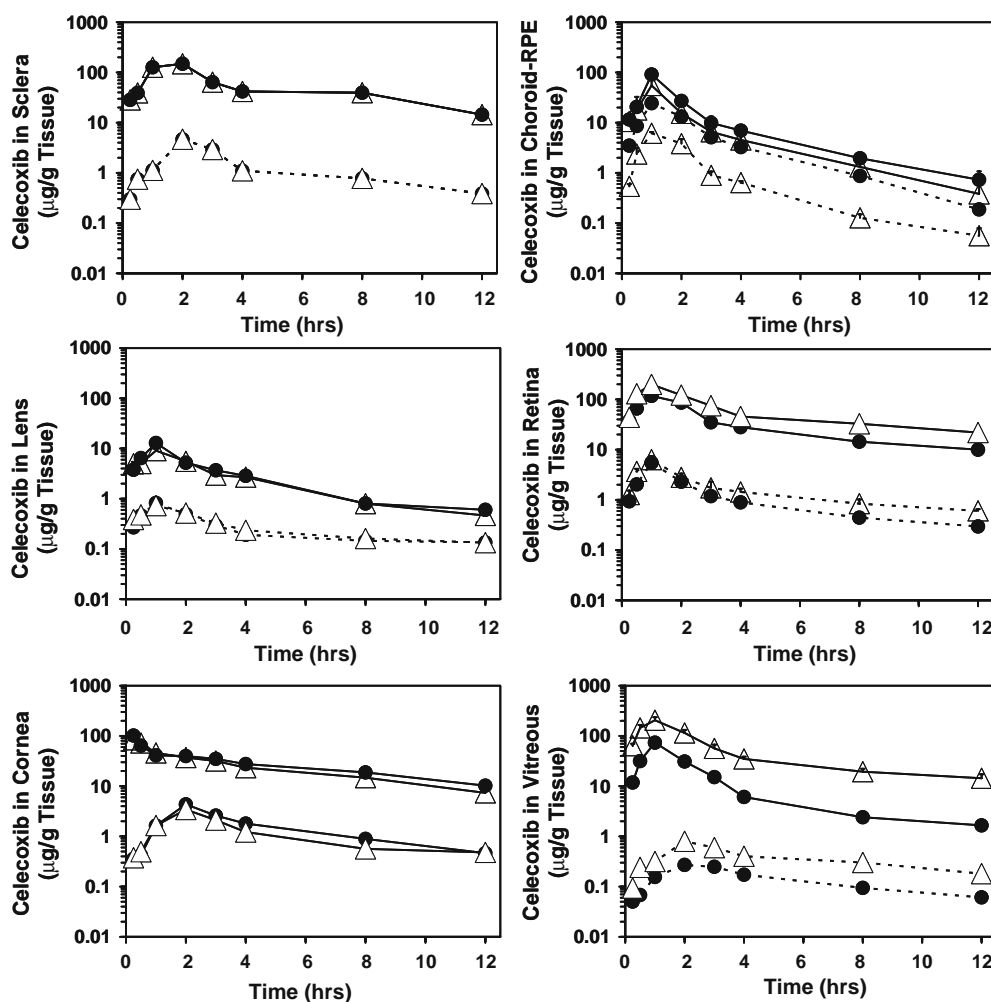 Celecoxib in Sclera
(μg/g Tissue)
1000
100
10
1
0.1
0.01
0 2 4 6 8 10 12
Time (hrs)
Celecoxib in Choroid-RPE
(μg/g Tissue)
1000
100
10
1
0.1
0.01
0 2 4 6 8 10 12
Time (hrs)
Celecoxib in Lens
(μg/g Tissue)
1000
100
10
1
0.1
0.01
0 2 4 6 8 10 12
Time (hrs)
Celecoxib in Retina
(μg/g Tissue)
1000
100
10
1
0.1
0.01
0 2 4 6 8 10 12
Time (hrs)
Celecoxib in Cornea
(μg/g Tissue)
1000
100
10
1
0.1
0.01
0 2 4 6 8 10 12
Time (hrs)
Celecoxib in Vitreous
(μg/g Tissue)
1000
100
10
1
0.1
0.01
0 2 4 6 8 10 12
Time (hrs)